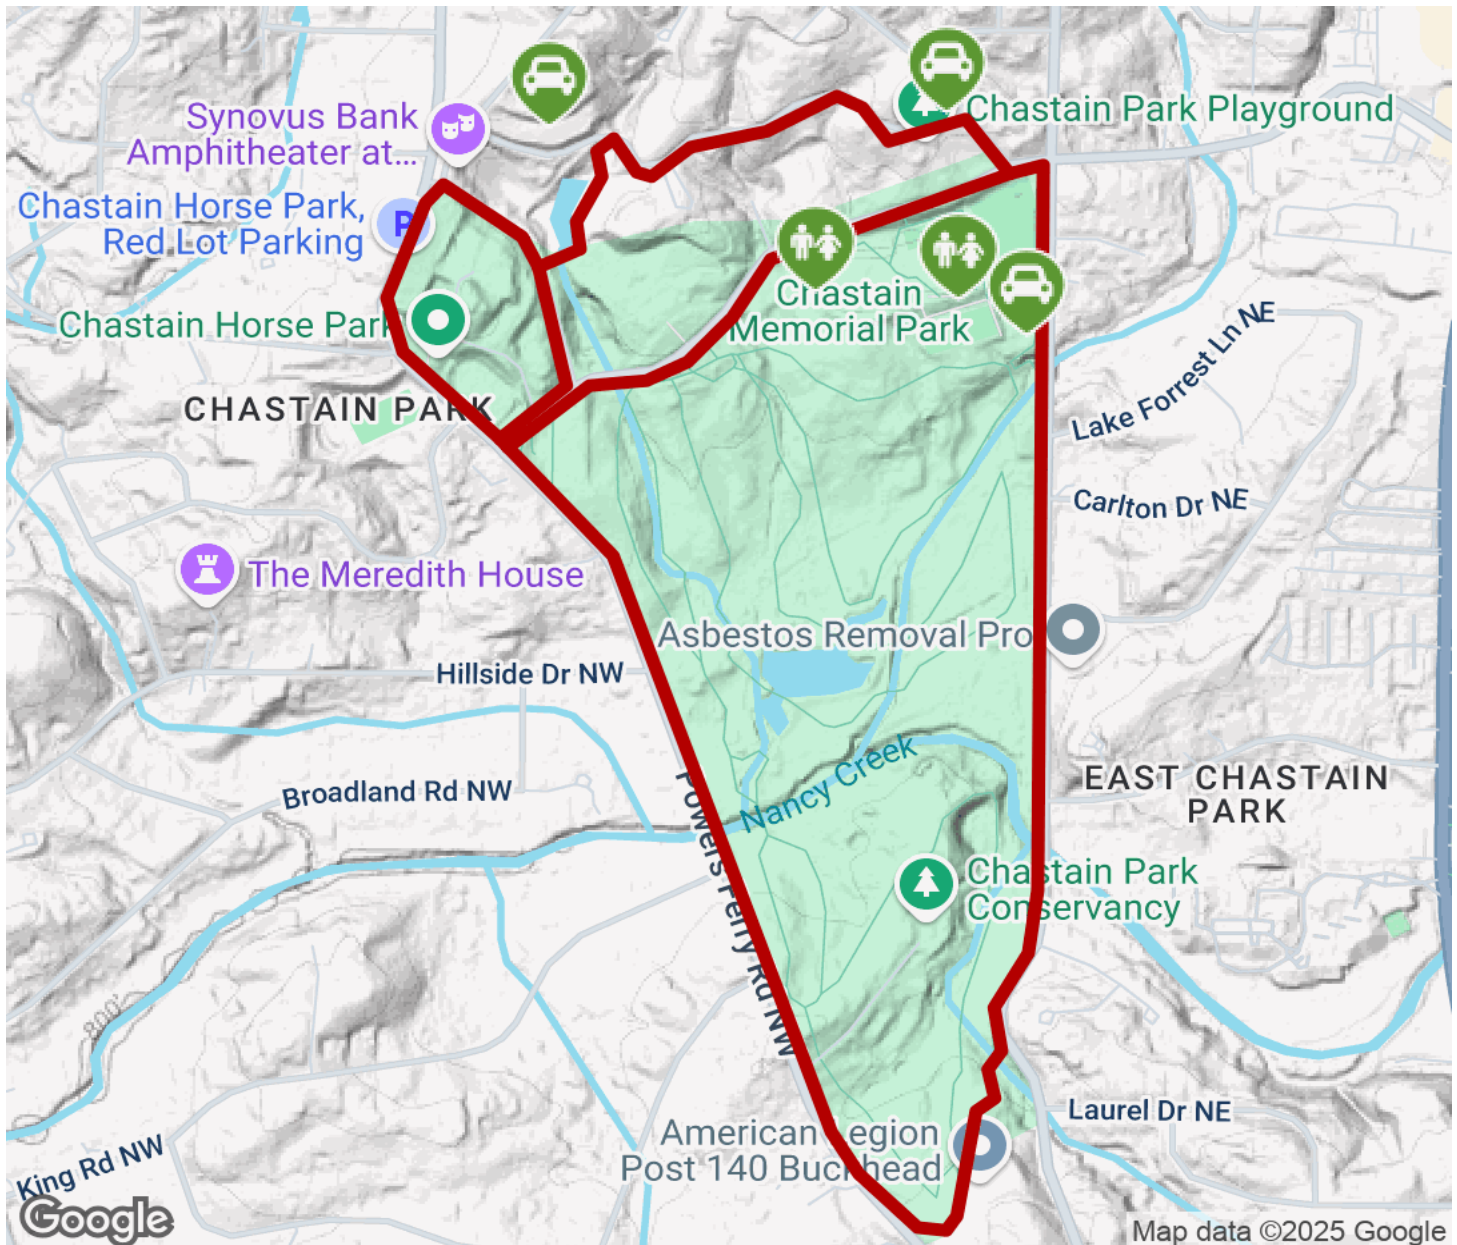 Synovus Bank
Amphitheater at...
Chastain Park Playground
Chastain Horse Park,
Red Lot Parking
P
Chastain Horse Park
Chastain
Memorial Park
Lake Forrest Ln NE
CHASTAIN PARK
Carlton Dr NE
The Meredith House
Asbestos Removal Pro
Hillside Dr NW
Nancy Creek
Broadland Rd NW
EAST CHASTAIN
PARK
Powers Ferry Rd NW
Chastain Park
Conservancy
800'
Laurel Dr NE
American Legion
Post 140 Buckhead
King Rd NW
Google
Map data ©2025 Google